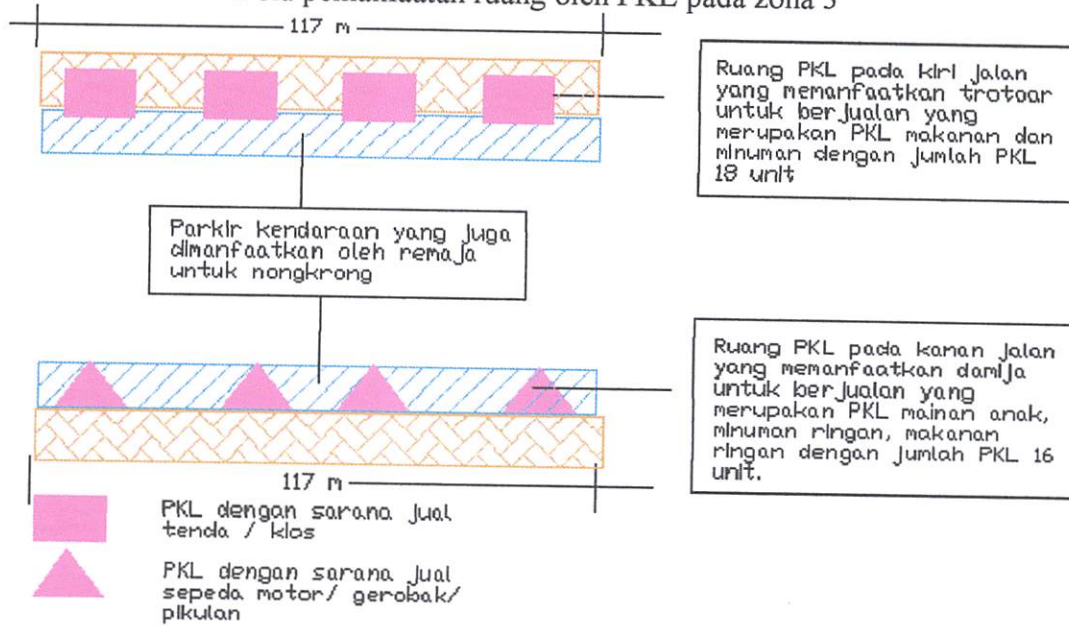 pemanfaatan ruang oleh PKL pada zona 3
117 m
Ruang PKL pada kiri jalan
yang memanfaatkan trotoar
untuk berjualan yang
merupakan PKL makanan dan
minuman dengan jumlah PKL
18 unit
Parkir kendaraan yang juga
dimanfaatkan oleh remaja
untuk nongkrong
Ruang PKL pada kanan jalan
yang memanfaatkan damija
untuk berjualan yang
merupakan PKL mainan anak,
minuman ringan, makanan
ringan dengan jumlah PKL 16
unit.
117 m
PKL dengan sarana jual
tenda / kios
PKL dengan sarana jual
sepeda motor/ gerobak/
pikulan